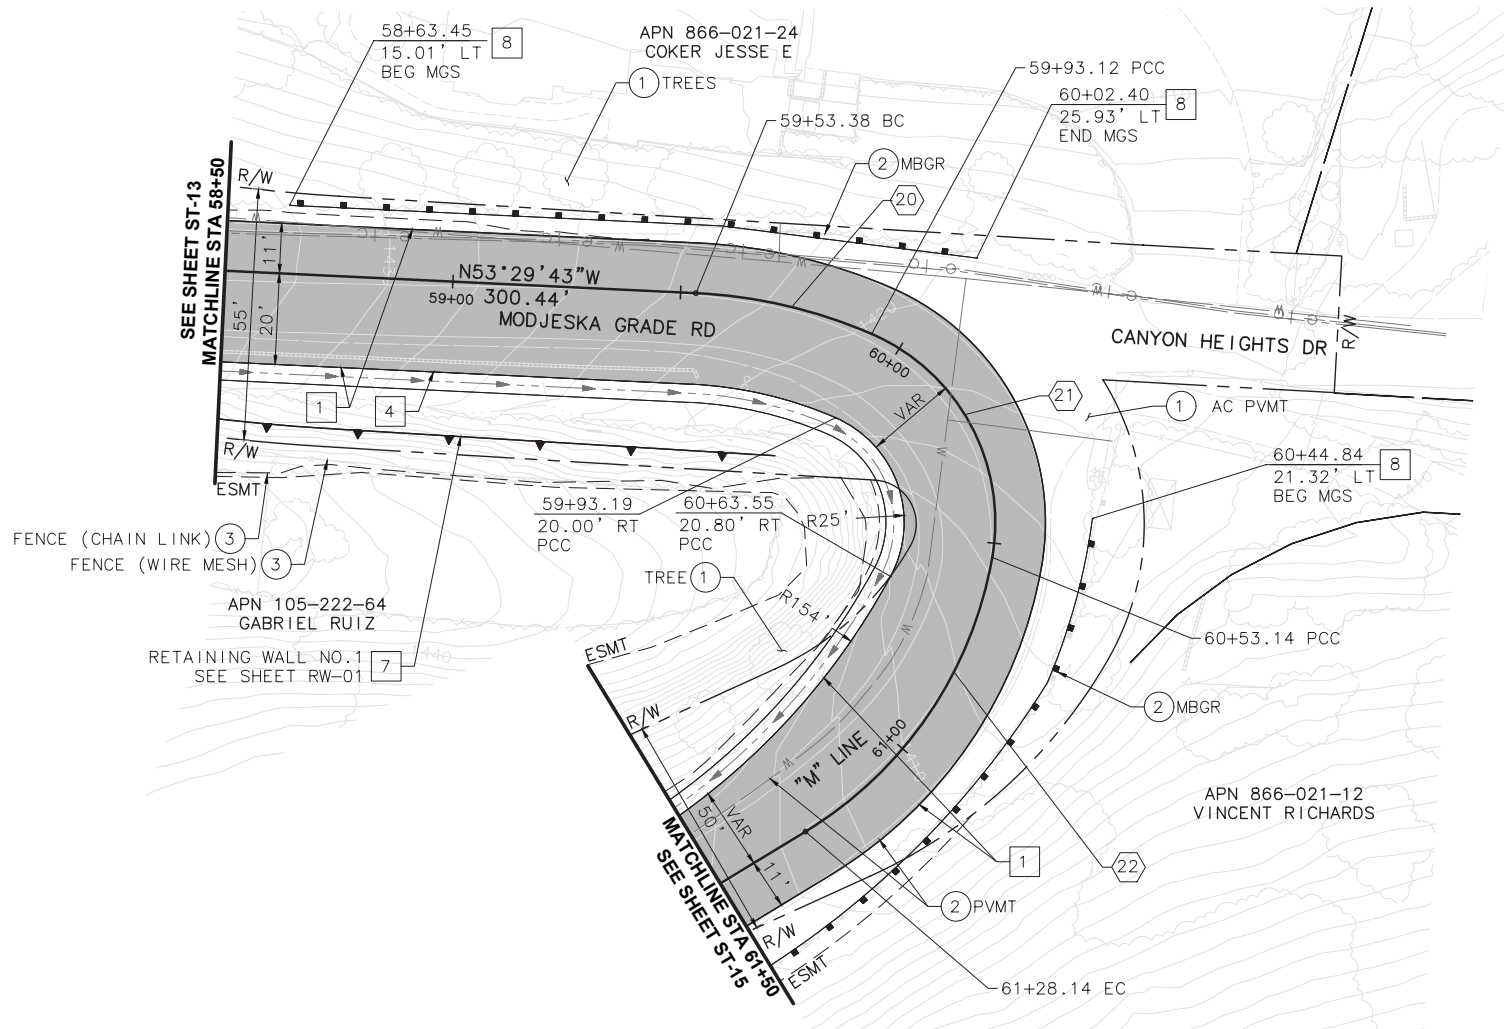 58+63.45
15.01' LT
BEG MGS
8
APN 866-021-24
COKER JESSE E
1 TREES
59+93.12 PCC
60+02.40
25.93' LT
END MGS
8
59+53.38 BC
2 MBGR
20
SEE SHEET ST-13
MATCHLINE STA 58+50
R/W
11'
55'
20'
N53°29'43"W
59+00 300.44'
MODJESKA GRADE RD
60+00
VAR
CANYON HEIGHTS DR
R/W
21
1 AC PVMT
1
4
R/W
ESMT
60+44.84
21.32' LT
BEG MGS
8
59+93.19
20.00' RT
PCC
60+63.55
20.80' RT
PCC
R25'
FENCE (CHAIN LINK) 3
FENCE (WIRE MESH) 3
TREE 1
R154'
APN 105-222-64
GABRIEL RUIZ
RETAINING WALL NO.1
SEE SHEET RW-01
7
440
ESMT
R/W
60+53.14 PCC
2 MBGR
"M" LINE
61+00
410
APN 866-021-12
VINCENT RICHARDS
VAR
50'
11'
1
22
2 PVMT
MATCHLINE STA 61+50
SEE SHEET ST-15
R/W
ESMT
61+28.14 EC